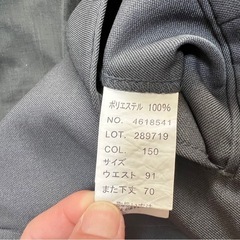 ポリエステル 100%
NO. 4618541
LOT. 289719
COL. 150
サイズ
ウエスト 91
また下丈 70